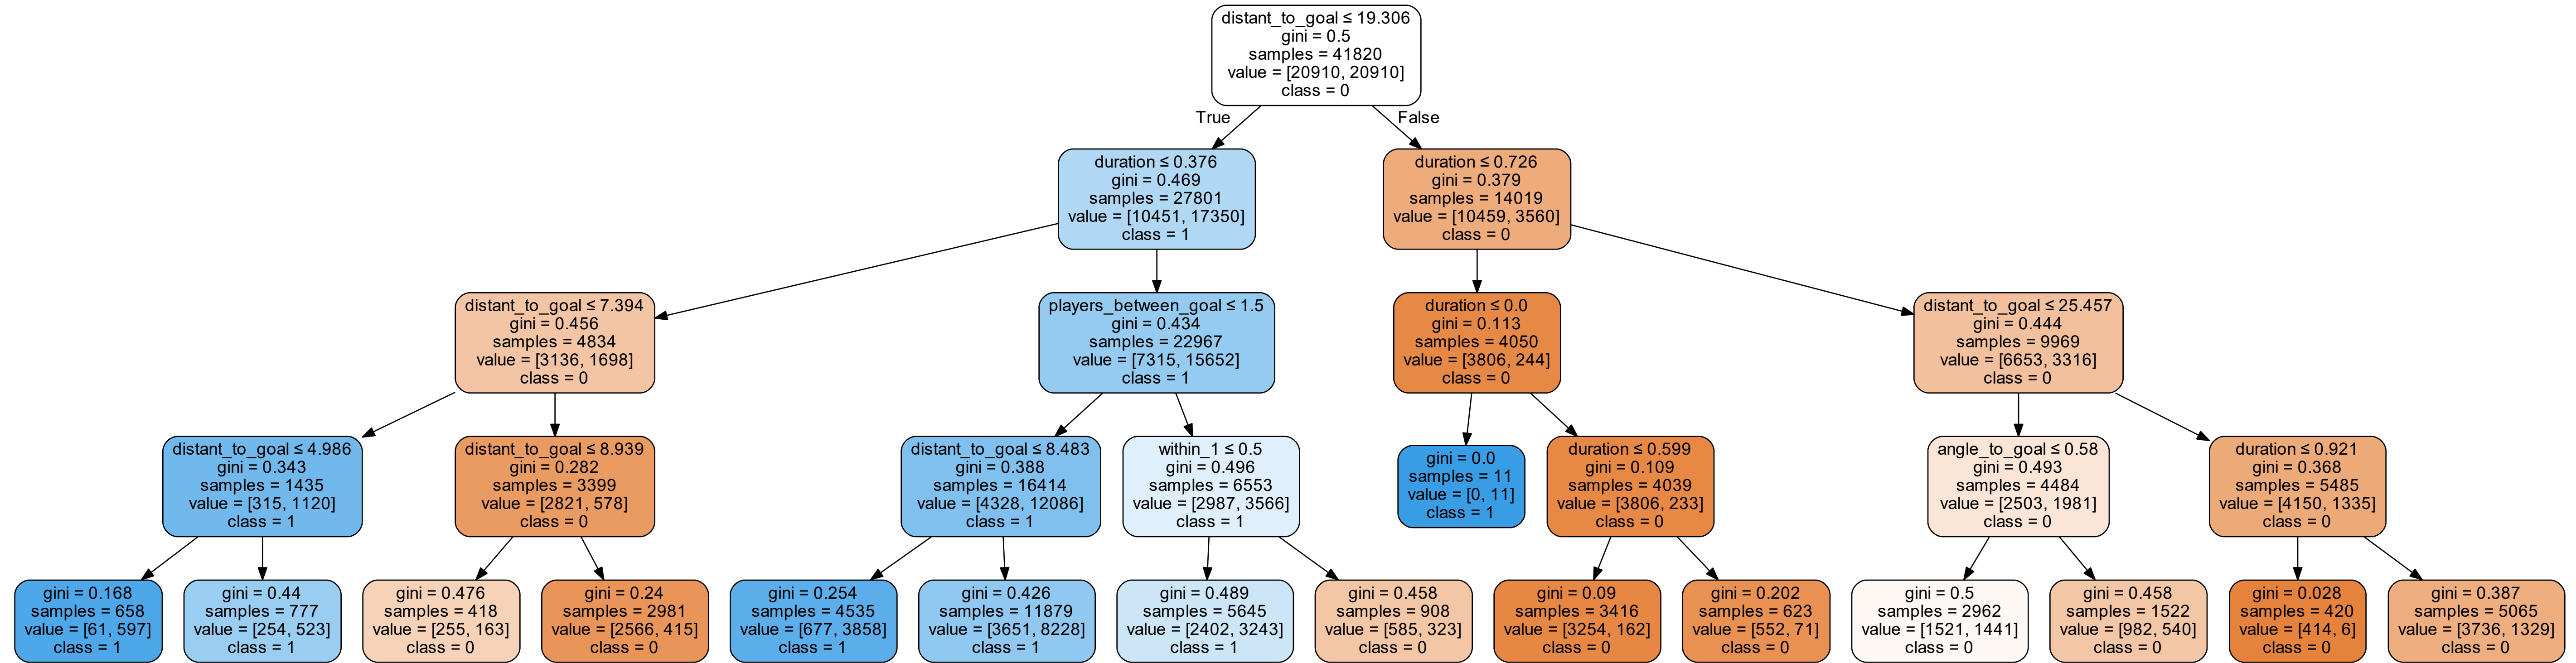 distant_to_goal ≤ 19.306
gini = 0.5
samples = 41820
value = [20910, 20910]
class = 0
True
False
duration ≤ 0.376
gini = 0.469
samples = 27801
value = [10451, 17350]
class = 1
duration ≤ 0.726
gini = 0.379
samples = 14019
value = [10459, 3560]
class = 0
distant_to_goal ≤ 7.394
gini = 0.456
samples = 4834
value = [3136, 1698]
class = 0
players_between_goal ≤ 1.5
gini = 0.434
samples = 22967
value = [7315, 15652]
class = 1
duration ≤ 0.0
gini = 0.113
samples = 4050
value = [3806, 244]
class = 0
distant_to_goal ≤ 25.457
gini = 0.444
samples = 9969
value = [6653, 3316]
class = 0
distant_to_goal ≤ 4.986
gini = 0.343
samples = 1435
value = [315, 1120]
class = 1
distant_to_goal ≤ 8.939
gini = 0.282
samples = 3399
value = [2821, 578]
class = 0
distant_to_goal ≤ 8.483
gini = 0.388
samples = 16414
value = [4328, 12086]
class = 1
within_1 ≤ 0.5
gini = 0.496
samples = 6553
value = [2987, 3566]
class = 1
gini = 0.0
samples = 11
value = [0, 11]
class = 1
duration ≤ 0.599
gini = 0.109
samples = 4039
value = [3806, 233]
class = 0
angle_to_goal ≤ 0.58
gini = 0.493
samples = 4484
value = [2503, 1981]
class = 0
duration ≤ 0.921
gini = 0.368
samples = 5485
value = [4150, 1335]
class = 0
gini = 0.168
samples = 658
value = [61, 597]
class = 1
gini = 0.44
samples = 777
value = [254, 523]
class = 1
gini = 0.476
samples = 418
value = [255, 163]
class = 0
gini = 0.24
samples = 2981
value = [2566, 415]
class = 0
gini = 0.254
samples = 4535
value = [677, 3858]
class = 1
gini = 0.426
samples = 11879
value = [3651, 8228]
class = 1
gini = 0.489
samples = 5645
value = [2402, 3243]
class = 1
gini = 0.458
samples = 908
value = [585, 323]
class = 0
gini = 0.09
samples = 3416
value = [3254, 162]
class = 0
gini = 0.202
samples = 623
value = [552, 71]
class = 0
gini = 0.5
samples = 2962
value = [1521, 1441]
class = 0
gini = 0.458
samples = 1522
value = [982, 540]
class = 0
gini = 0.028
samples = 420
value = [414, 6]
class = 0
gini = 0.387
samples = 5065
value = [3736, 1329]
class = 0